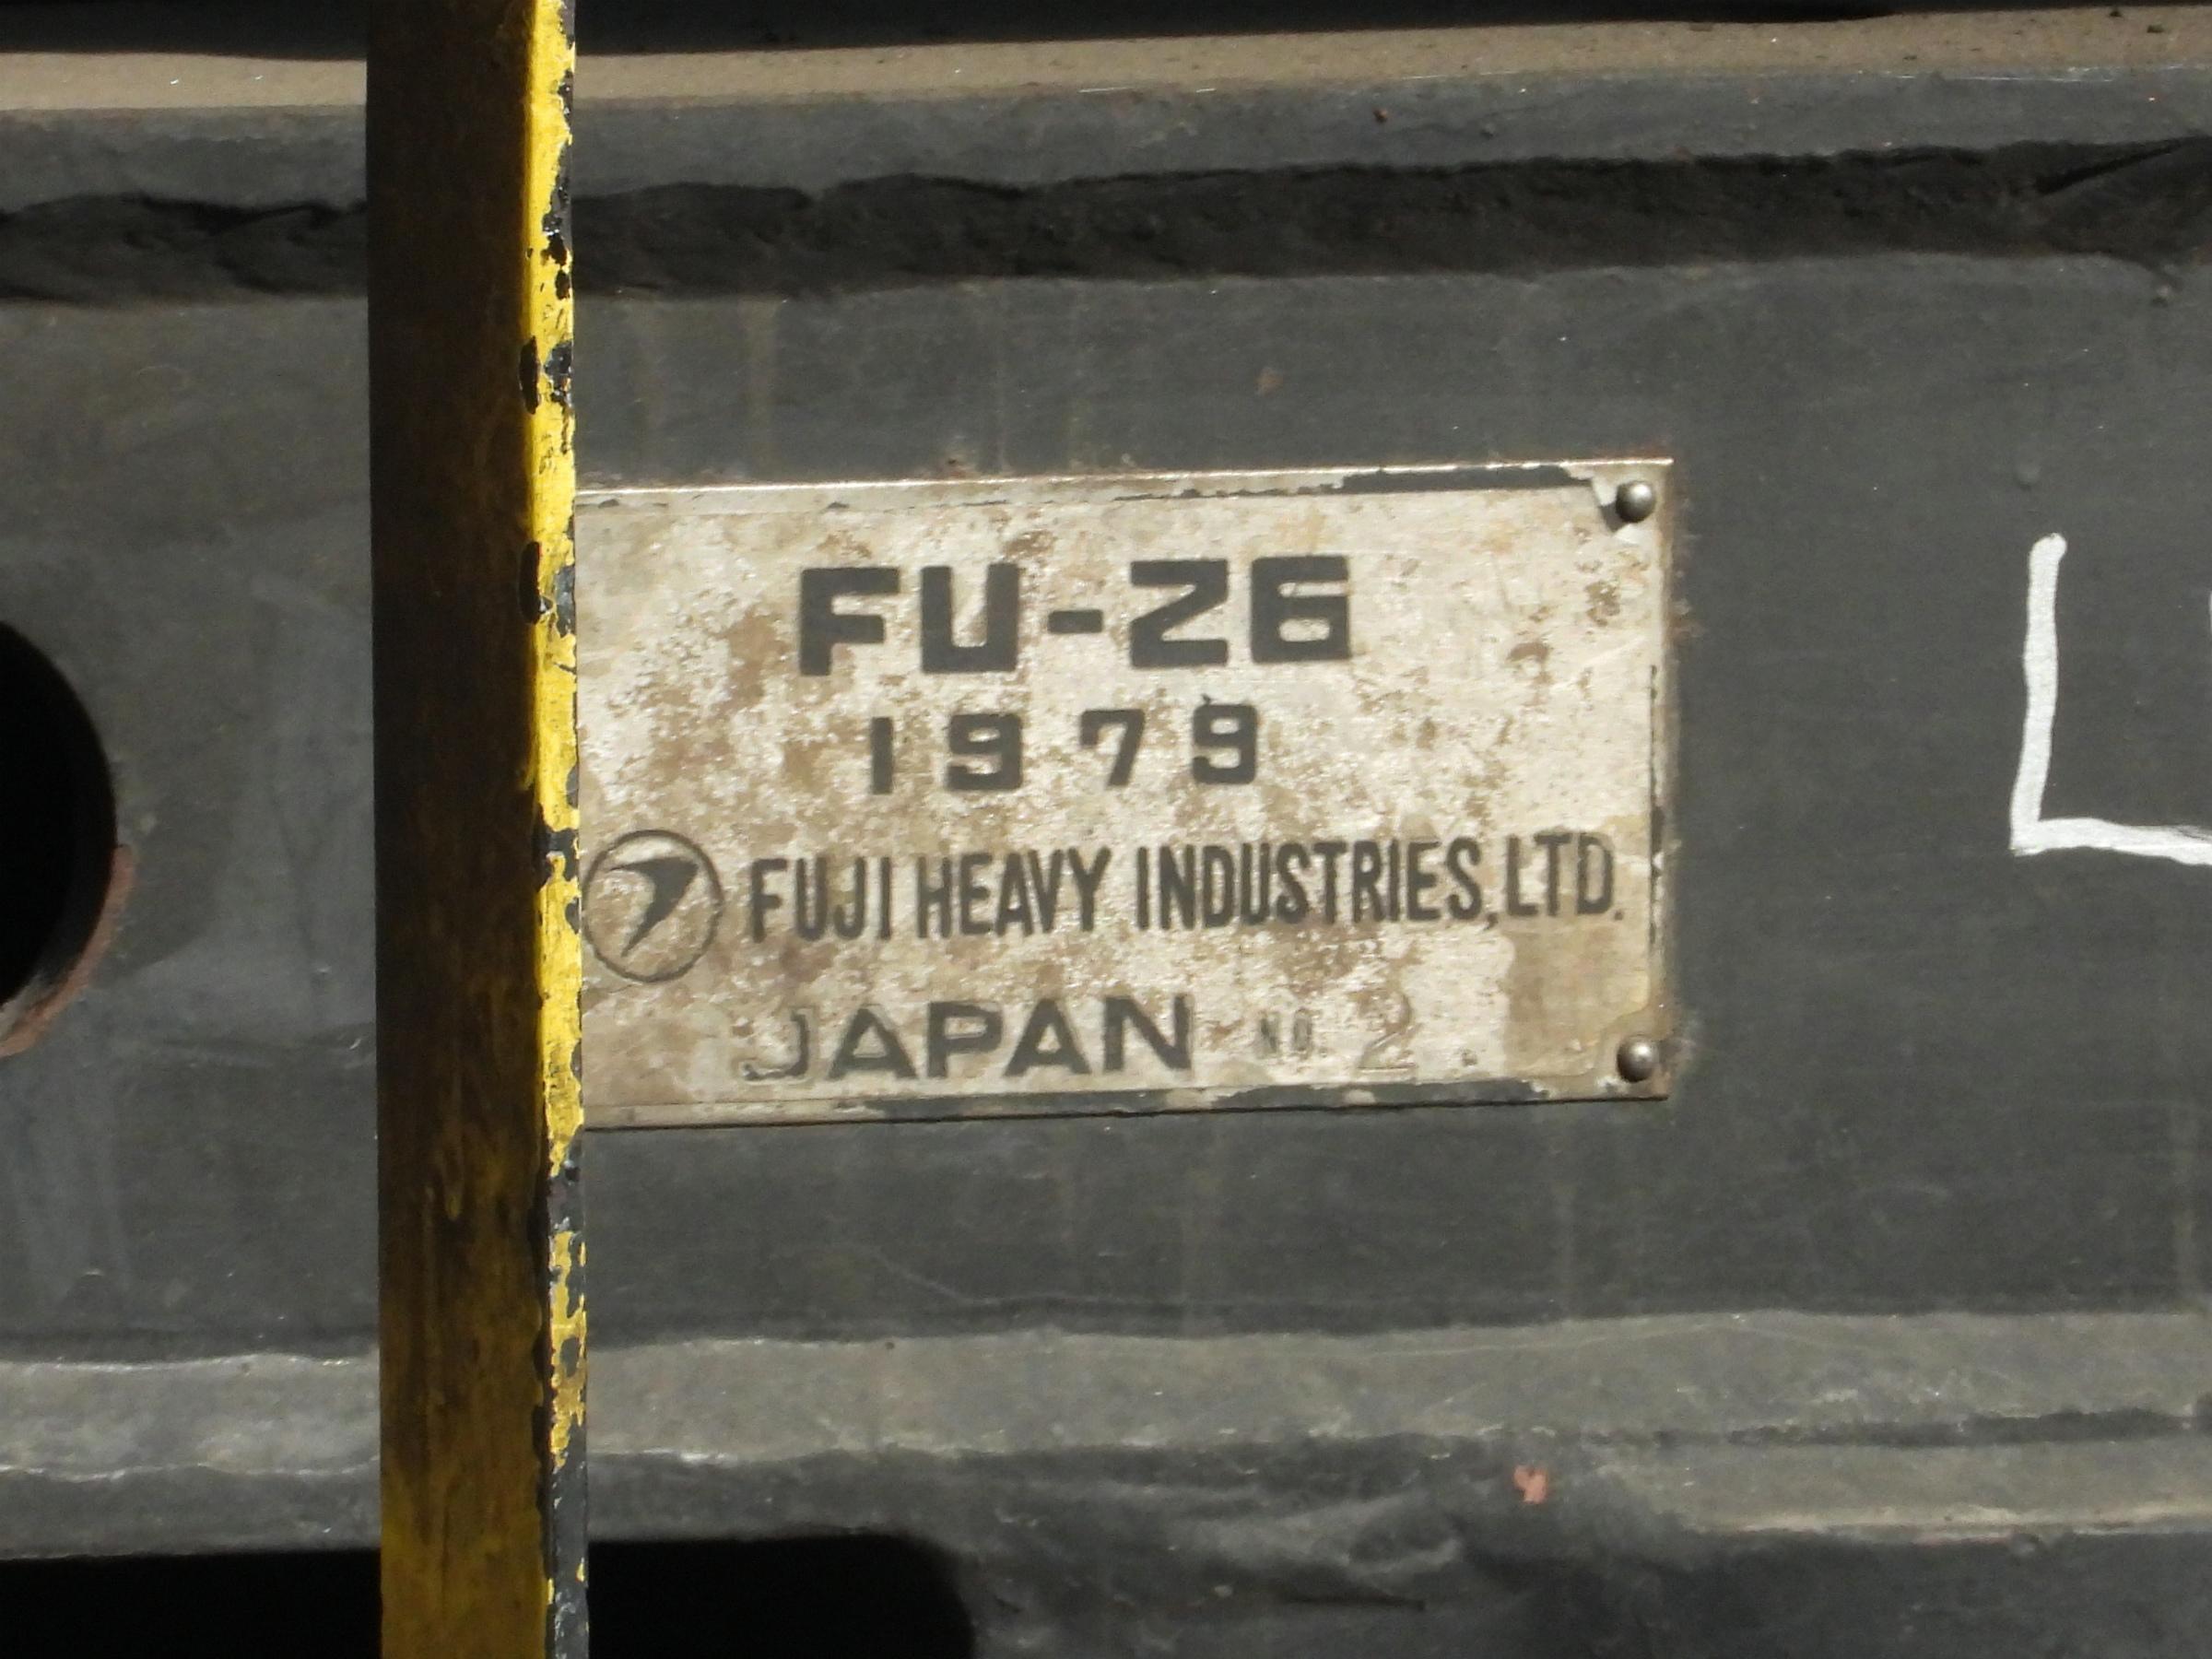 FU-26
1979
FUJI HEAVY INDUSTRIES, LTD.
JAPAN NO. 2
L